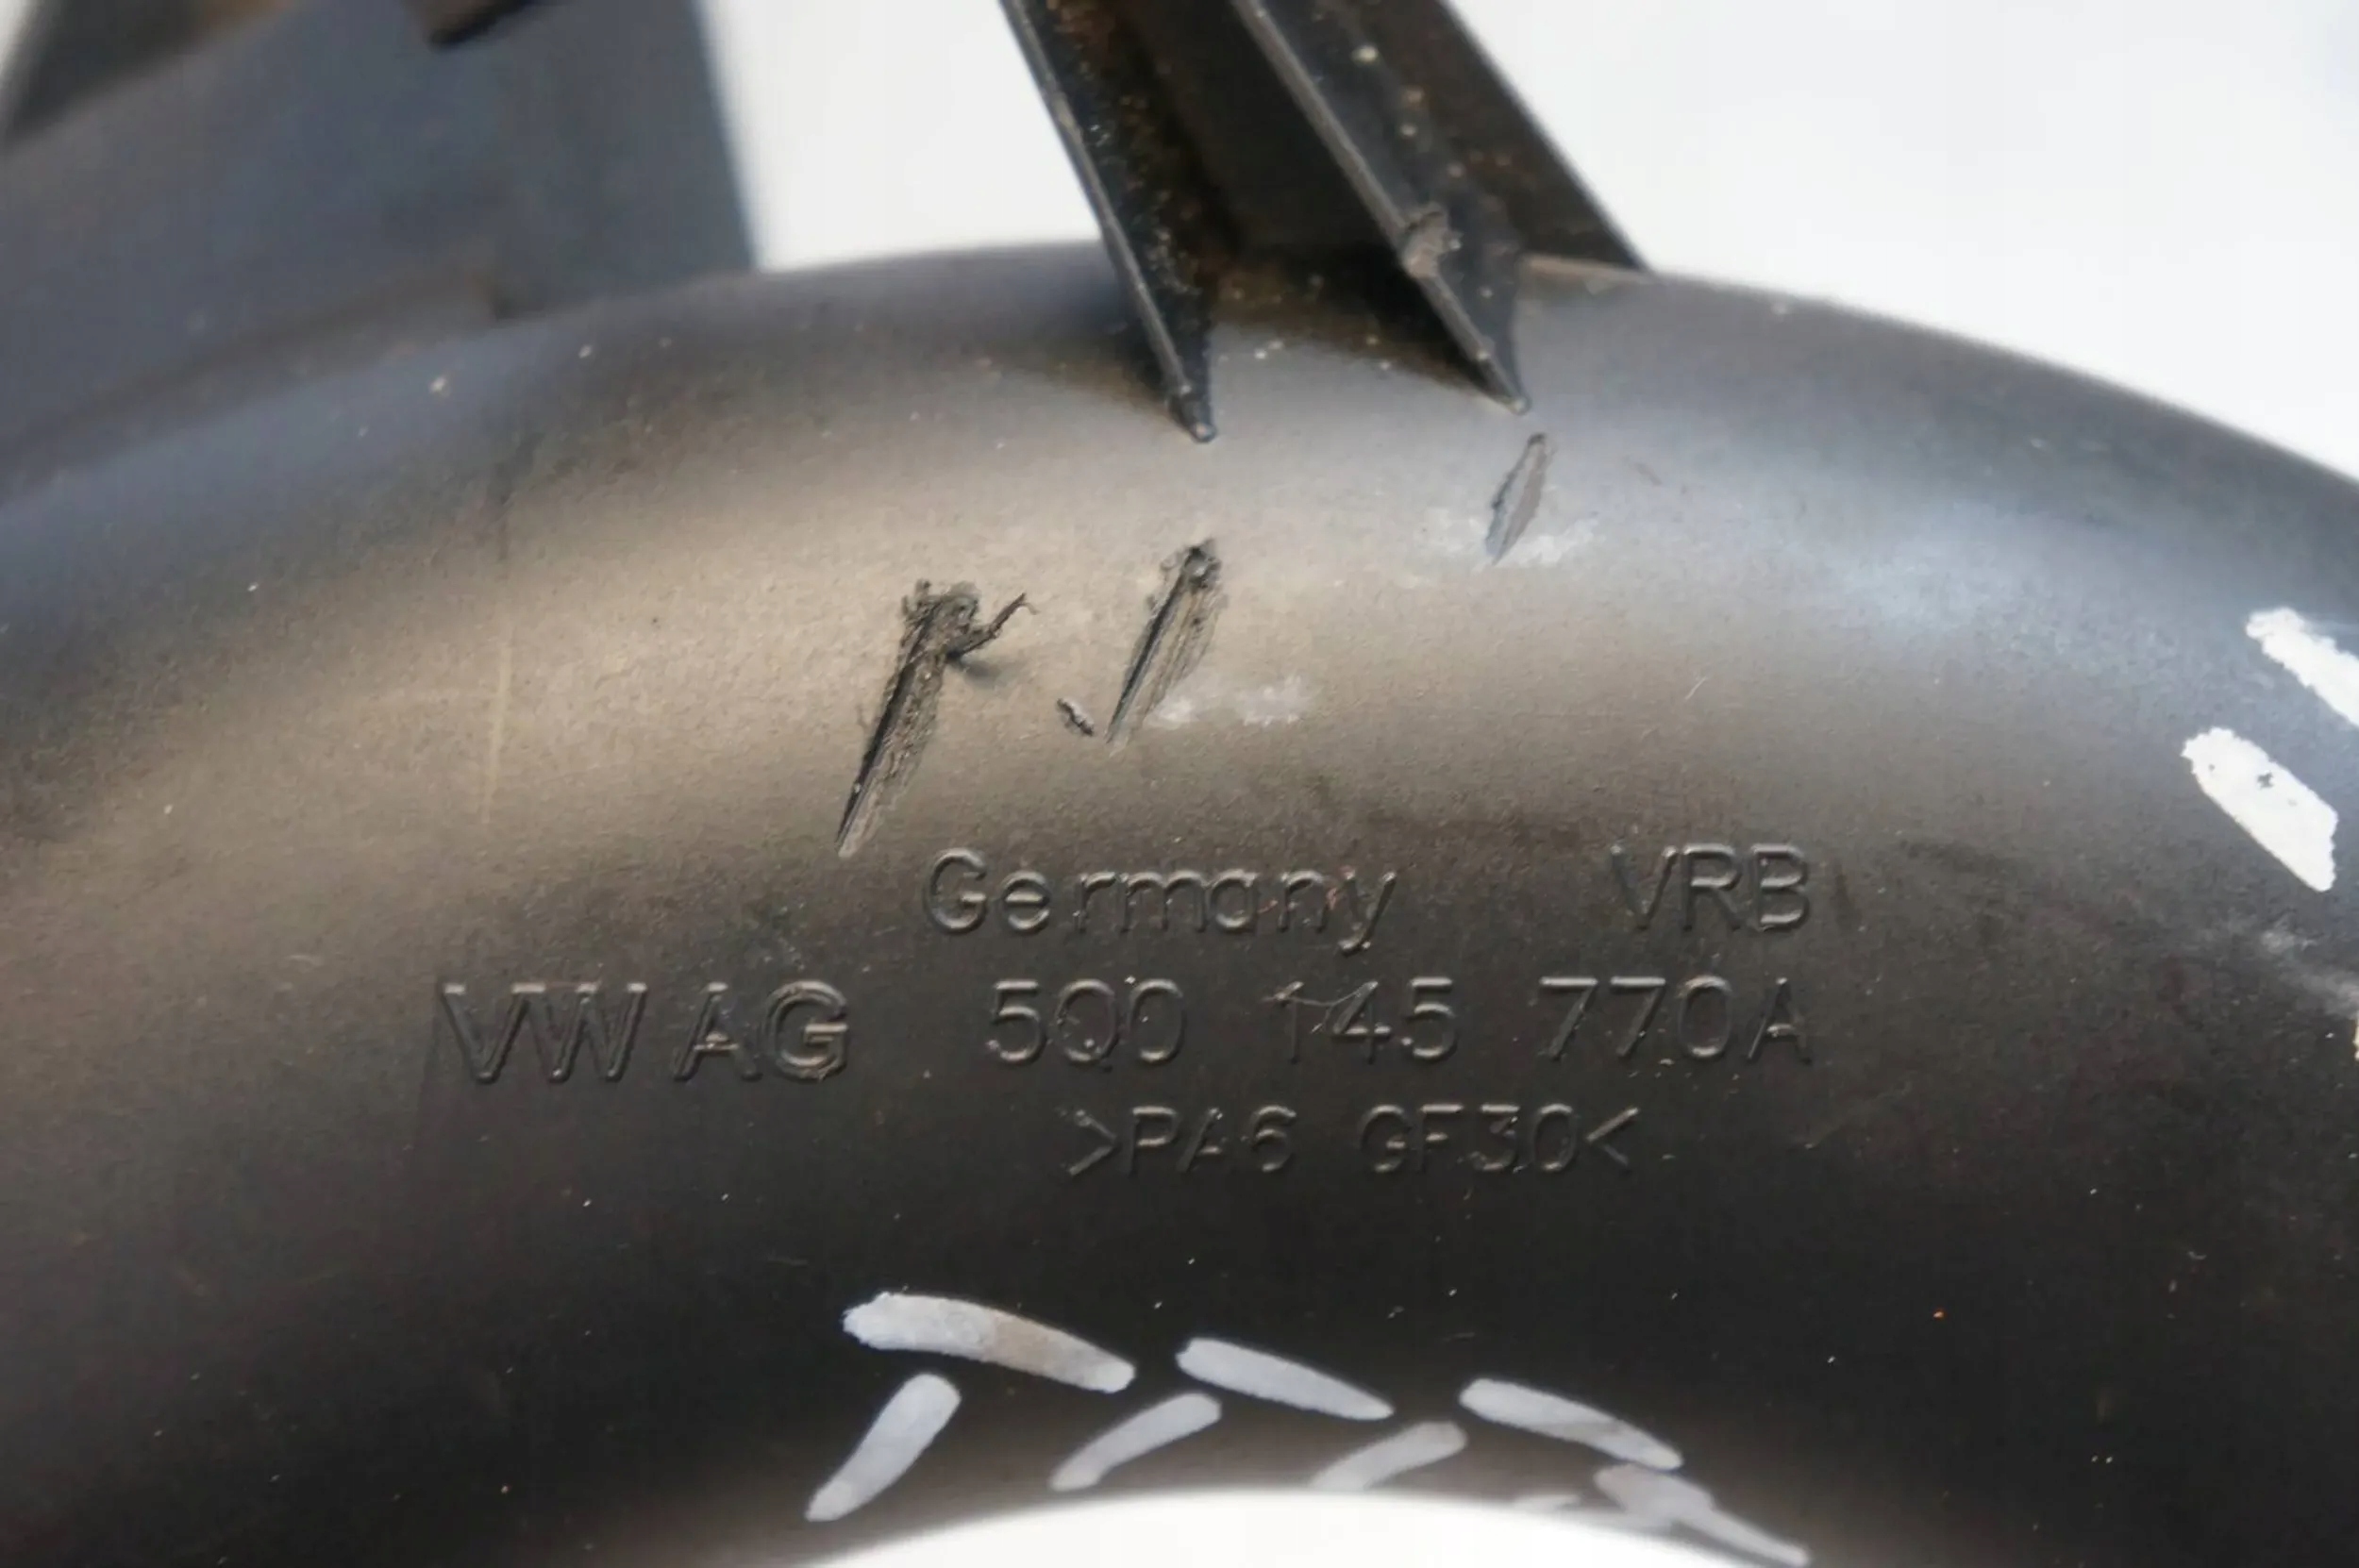 Germany VRB
VW AG 5Q0 145 770A
>PA6 GF30<